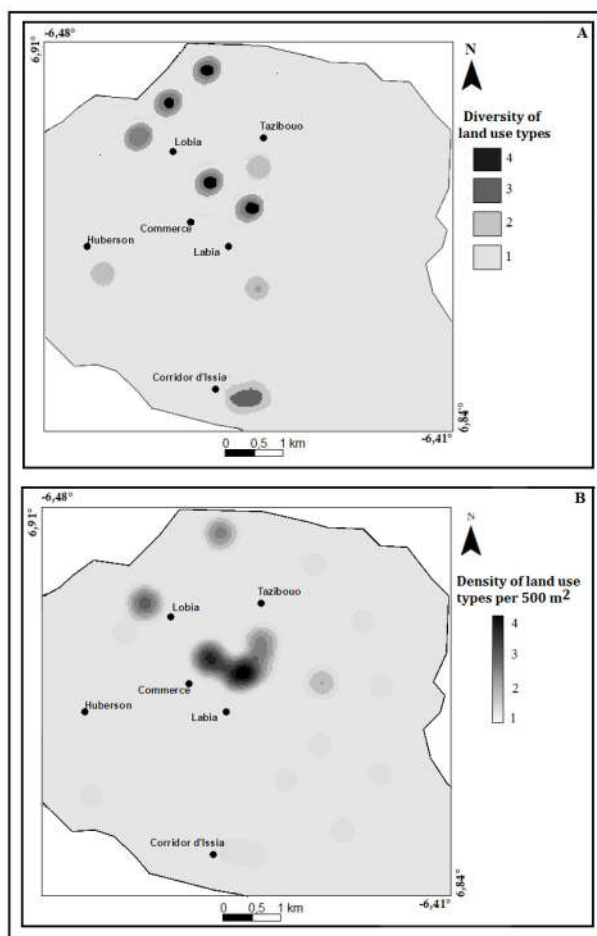 -6,48°
A
6,91°
N
Diversity of
land use types
4
3
2
1
Tazibouo
Lobia
Commerce
Huberson
Labia
Corridor d'Issia
0 0,5 1 km
6,84°
-6,41°
-6,48°
B
6,91°
N
Density of land use
types per 500 m²
4
3
2
1
Tazibouo
Lobia
Commerce
Huberson
Labia
Corridor d'Issia
0 0,5 1 km
6,84°
-6,41°